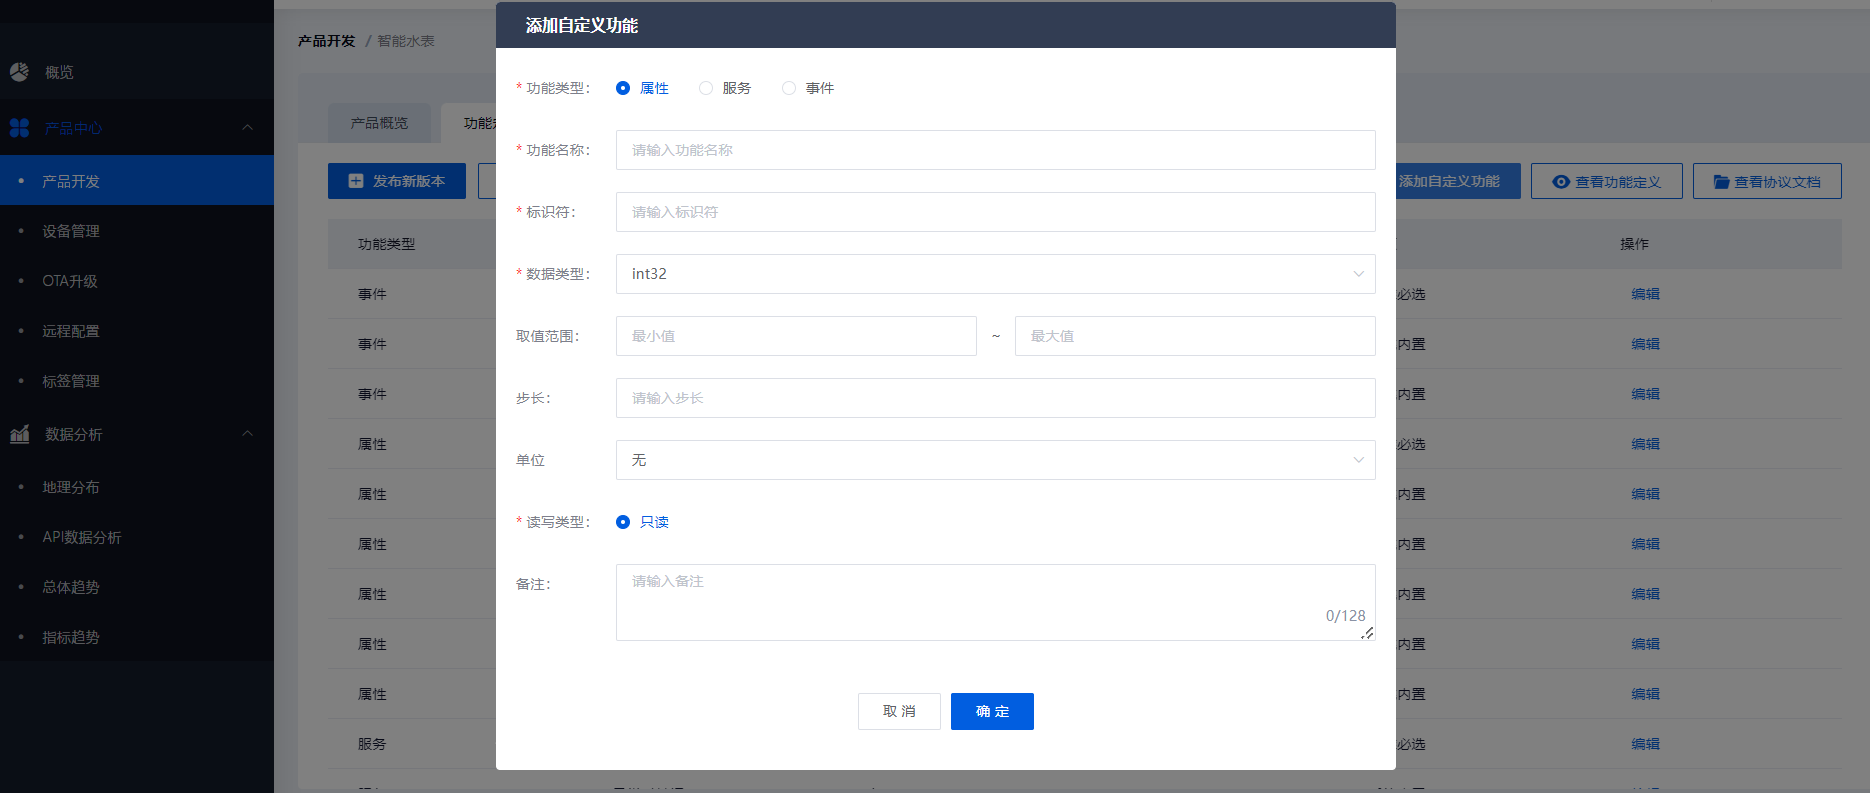 概览
产品中心
产品开发
设备管理
OTA升级
远程配置
标签管理
数据分析
地理分布
API数据分析
总体趋势
指标趋势
产品开发 / 智能水表
产品概览
功能
发布新版本
添加自定义功能
查看功能定义
查看协议文档
功能类型
操作
事件
必选
编辑
事件
内置
编辑
事件
内置
编辑
属性
必选
编辑
属性
内置
编辑
属性
内置
编辑
属性
内置
编辑
属性
内置
编辑
属性
内置
编辑
服务
必选
编辑
添加自定义功能
* 功能类型： 属性 服务 事件
* 功能名称： 请输入功能名称
* 标识符： 请输入标识符
* 数据类型： int32
取值范围： 最小值 ~ 最大值
步长： 请输入步长
单位 无
* 读写类型： 只读
备注： 请输入备注
0/128
取 消
确 定